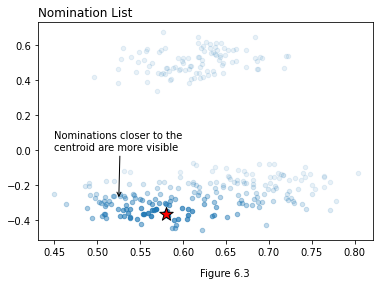 Nomination List
0.6
0.4
0.2
0.0
−0.2
−0.4
Nominations closer to the
centroid are more visible
0.45 0.50 0.55 0.60 0.65 0.70 0.75 0.80
Figure 6.3